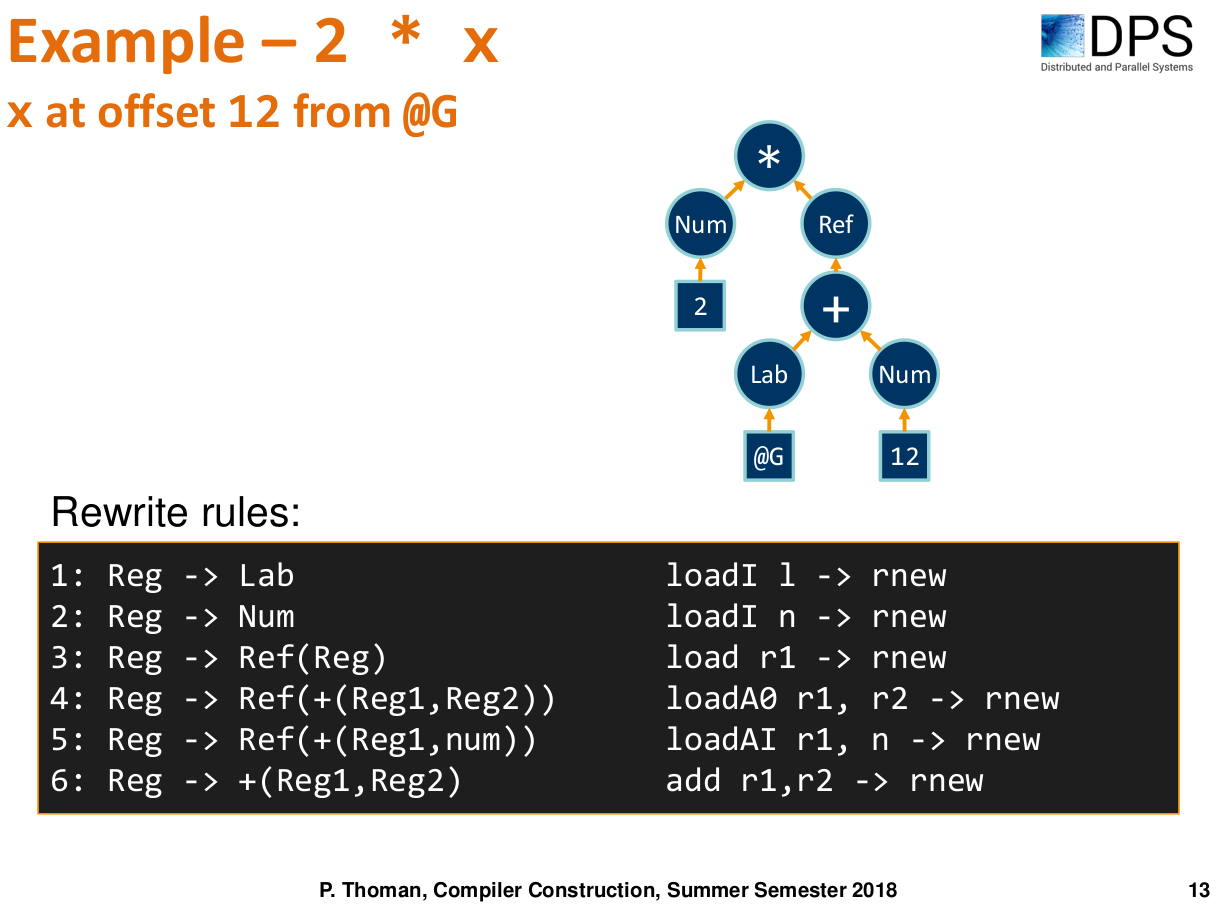 Example – 2 * x
x at offset 12 from @G
DPS
Distributed and Parallel Systems
*
Num
Ref
2
+
Lab
Num
@G
12
Rewrite rules:
1: Reg -> Lab loadI l -> rnew
2: Reg -> Num loadI n -> rnew
3: Reg -> Ref(Reg) load r1 -> rnew
4: Reg -> Ref(+(Reg1,Reg2)) loadA0 r1, r2 -> rnew
5: Reg -> Ref(+(Reg1,num)) loadAI r1, n -> rnew
6: Reg -> +(Reg1,Reg2) add r1,r2 -> rnew
P. Thoman, Compiler Construction, Summer Semester 2018
13